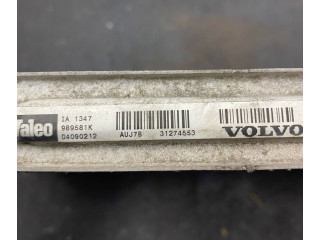 Valeo
IA 1347
989581K
04090212
AUJ78 31274553
VOLVO